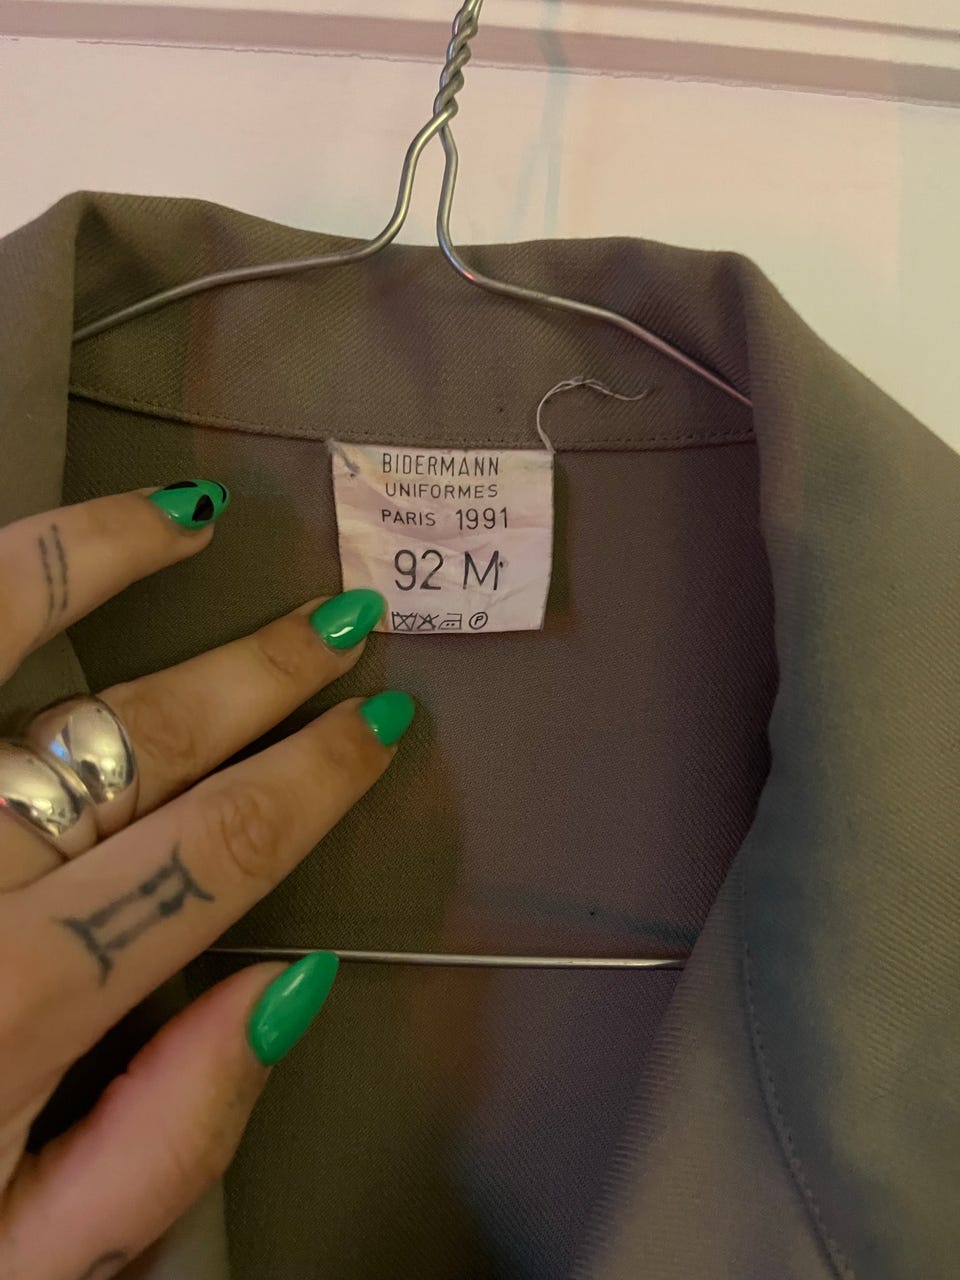 BIDERMANN
UNIFORMES
PARIS 1991
92 M
P